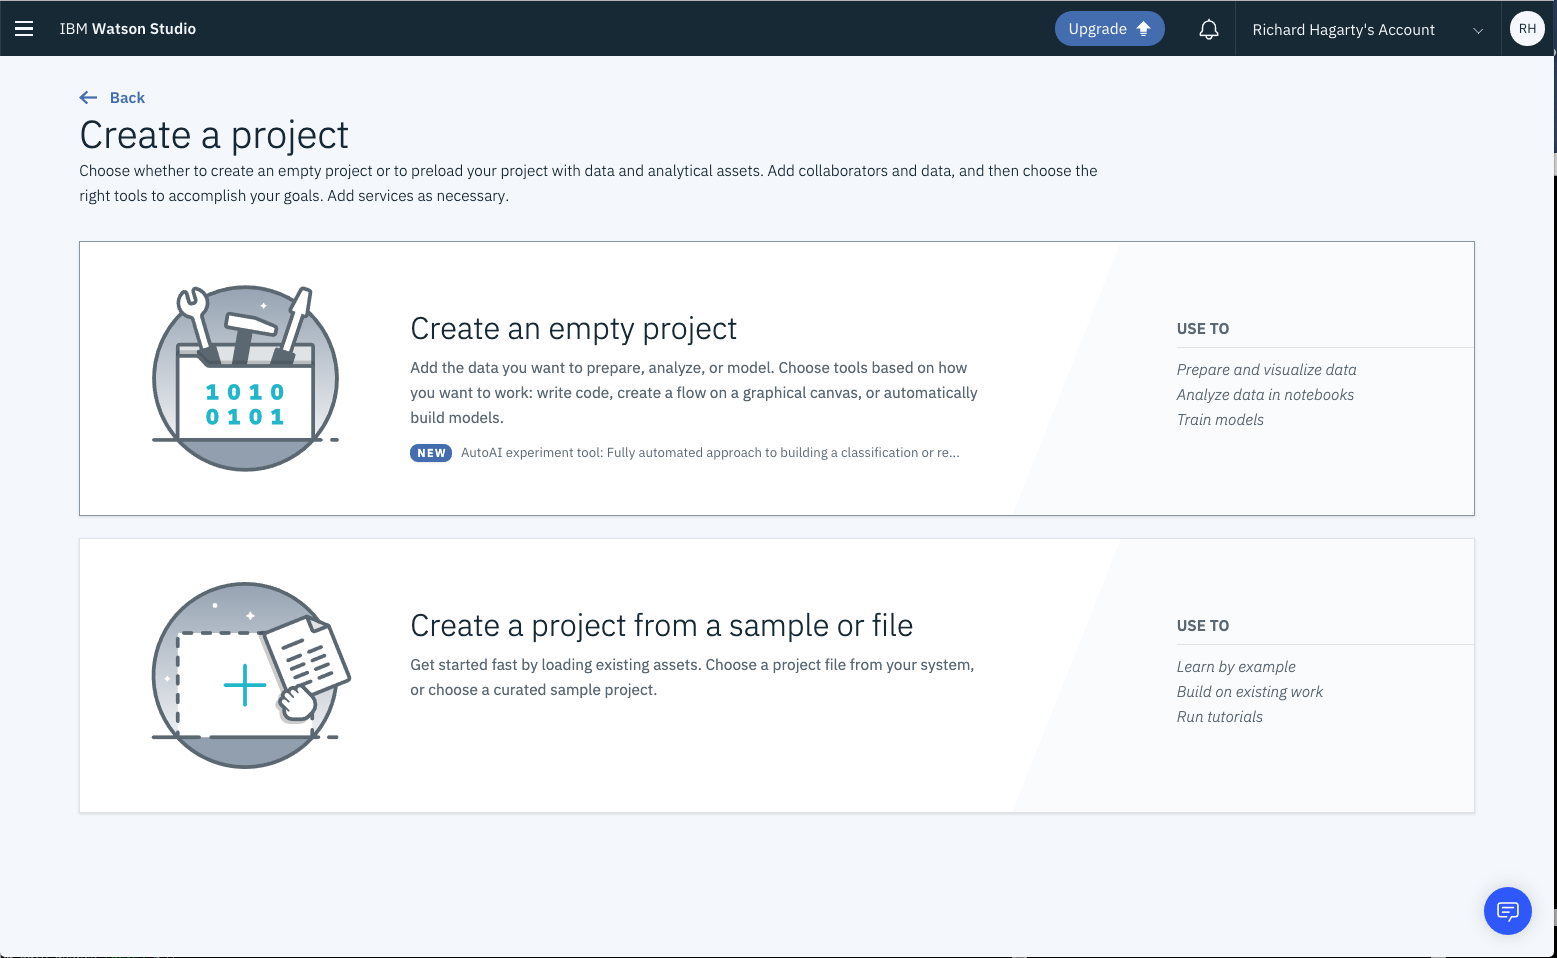 IBM Watson Studio
Upgrade
Richard Hagarty's Account
RH
Back
Create a project
Choose whether to create an empty project or to preload your project with data and analytical assets. Add collaborators and data, and then choose the
right tools to accomplish your goals. Add services as necessary.
1010
0101
Create an empty project
Add the data you want to prepare, analyze, or model. Choose tools based on how
you want to work: write code, create a flow on a graphical canvas, or automatically
build models.
NEW AutoAI experiment tool: Fully automated approach to building a classification or re...
USE TO
Prepare and visualize data
Analyze data in notebooks
Train models
Create a project from a sample or file
Get started fast by loading existing assets. Choose a project file from your system,
or choose a curated sample project.
USE TO
Learn by example
Build on existing work
Run tutorials